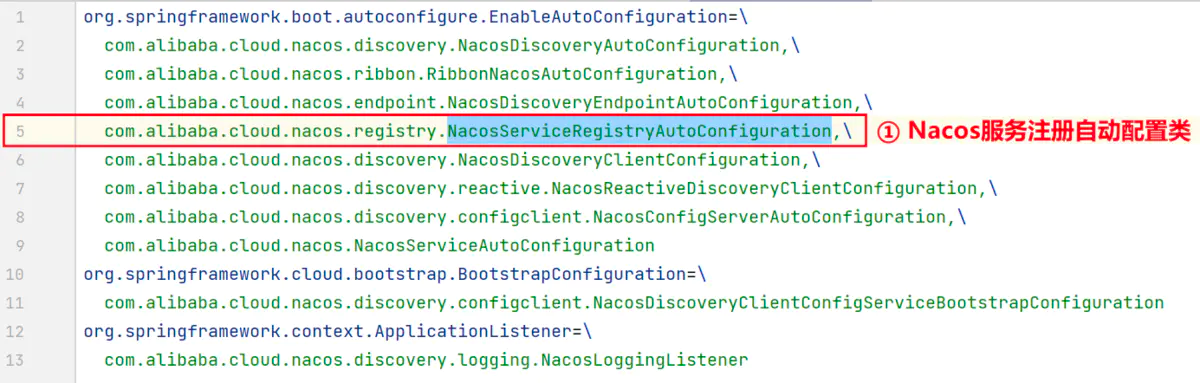 1 org.springframework.boot.autoconfigure.EnableAutoConfiguration=\
2 com.alibaba.cloud.nacos.discovery.NacosDiscoveryAutoConfiguration,\
3 com.alibaba.cloud.nacos.ribbon.RibbonNacosAutoConfiguration,\
4 com.alibaba.cloud.nacos.endpoint.NacosDiscoveryEndpointAutoConfiguration,\
5 com.alibaba.cloud.nacos.registry.NacosServiceRegistryAutoConfiguration,\ ① Nacos服务注册自动配置类
6 com.alibaba.cloud.nacos.discovery.NacosDiscoveryClientConfiguration,\
7 com.alibaba.cloud.nacos.discovery.reactive.NacosReactiveDiscoveryClientConfiguration,\
8 com.alibaba.cloud.nacos.discovery.configclient.NacosConfigServerAutoConfiguration,\
9 com.alibaba.cloud.nacos.NacosServiceAutoConfiguration
10 org.springframework.cloud.bootstrap.BootstrapConfiguration=\
11 com.alibaba.cloud.nacos.discovery.configclient.NacosDiscoveryClientConfigServiceBootstrapConfiguration
12 org.springframework.context.ApplicationListener=\
13 com.alibaba.cloud.nacos.discovery.logging.NacosLoggingListener